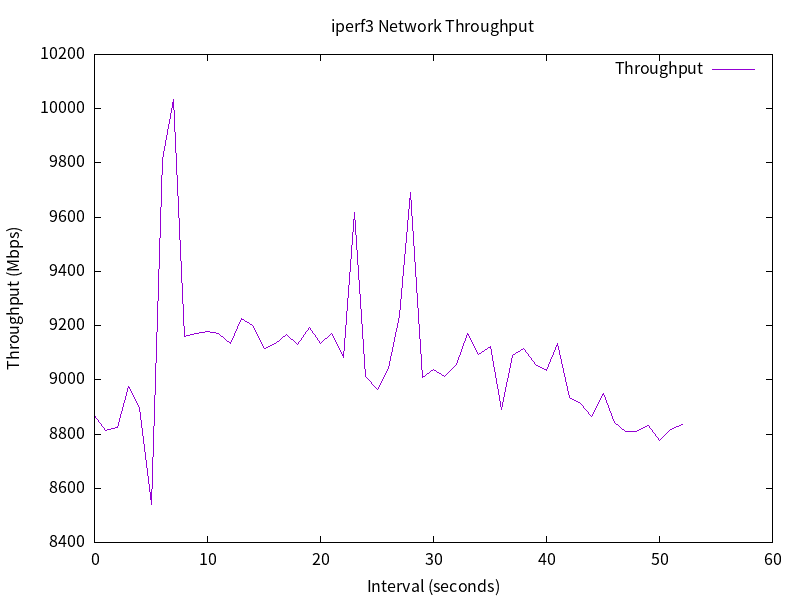 iperf3 Network Throughput
Throughput
10200
10000
9800
9600
9400
9200
9000
8800
8600
8400
Throughput (Mbps)
0 10 20 30 40 50 60
Interval (seconds)